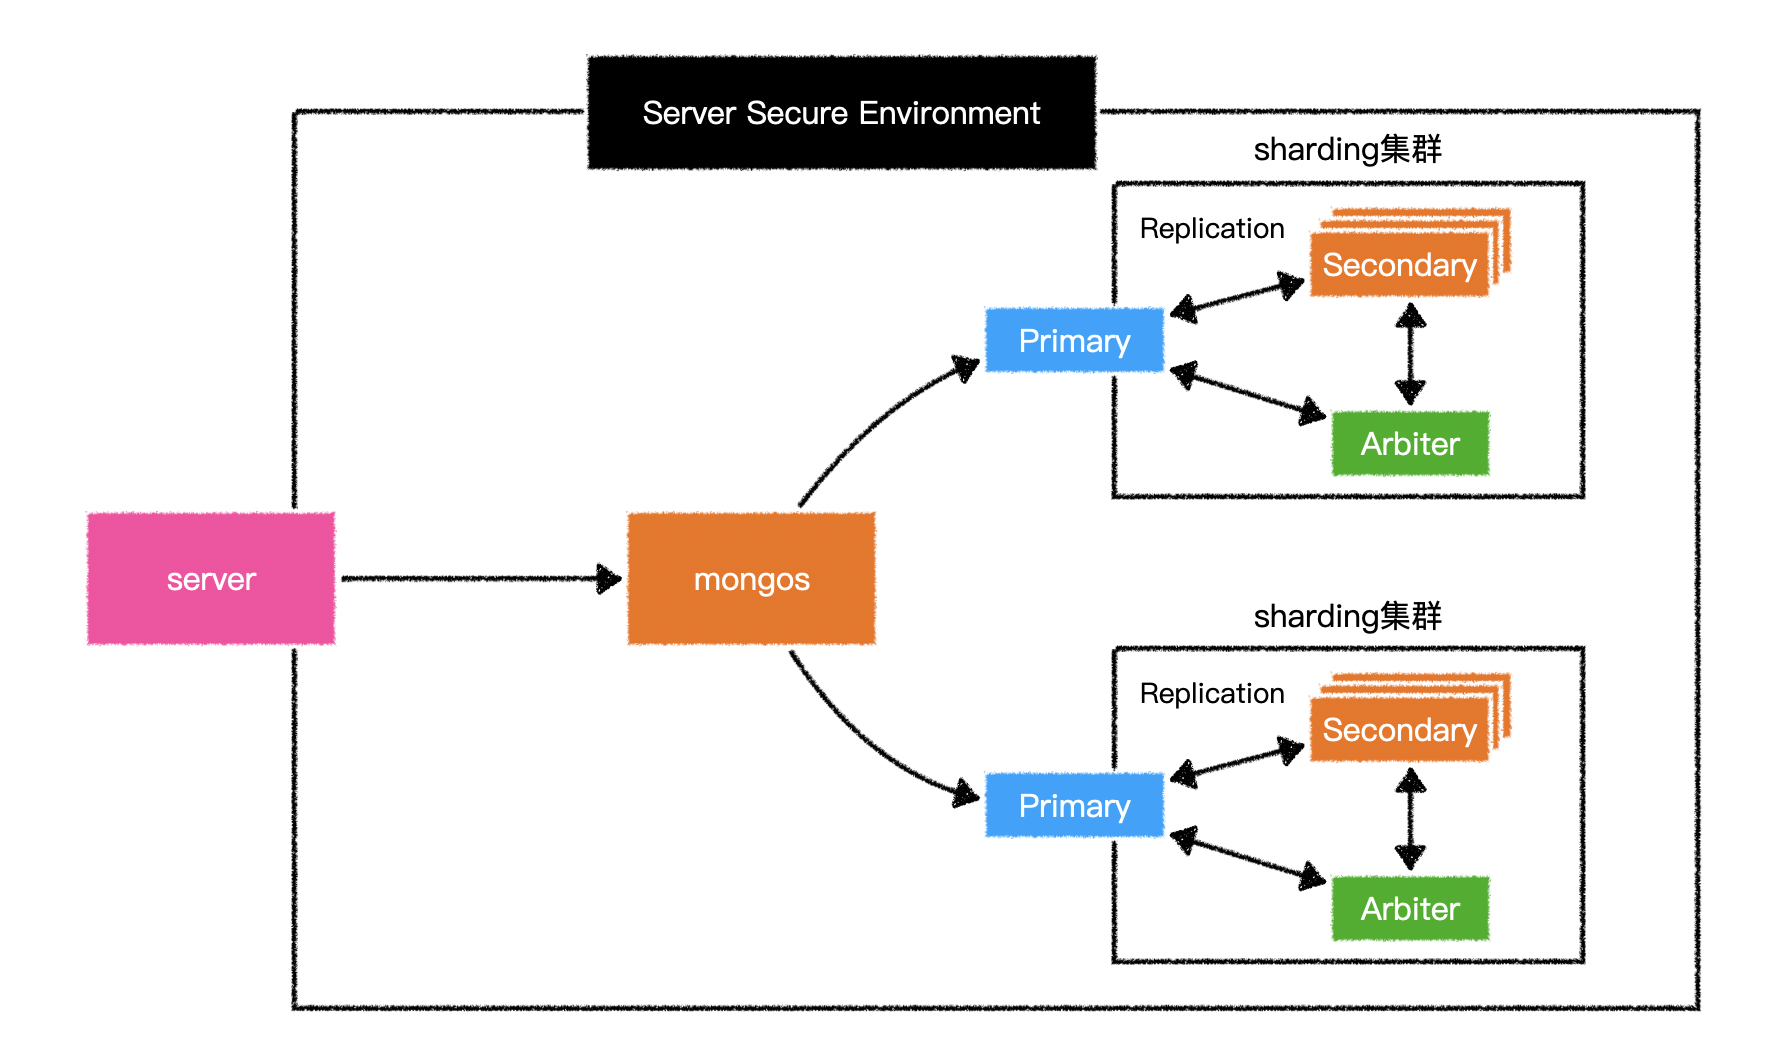 Server Secure Environment
sharding集群
Replication
Secondary
Primary
Arbiter
server
mongos
sharding集群
Replication
Secondary
Primary
Arbiter